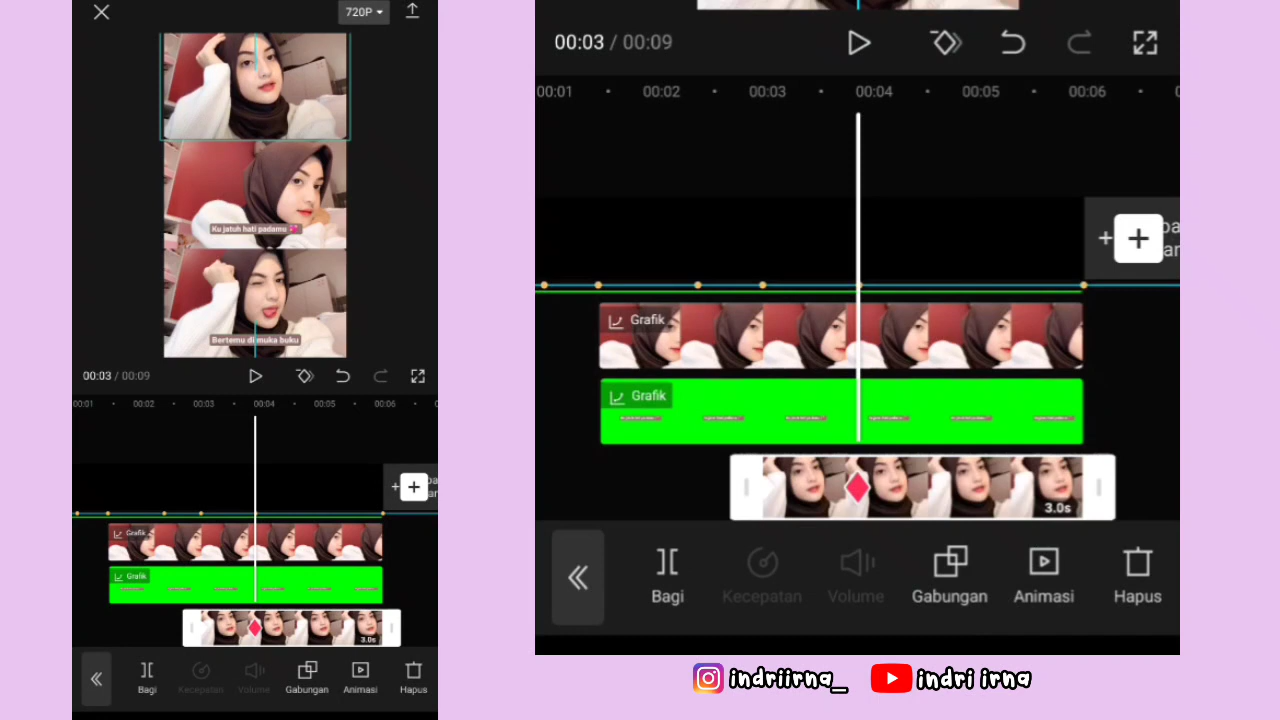 720P
Ku jatuh hati padamu
Bertemu di muka buku
00:03 / 00:09
00:01
00:02
00:03
00:04
00:05
00:06
Grafik
Grafik
3.0s
Bagi
Kecepatan
Volume
Gabungan
Animasi
Hapus
00:03 / 00:09
00:01
00:02
00:03
00:04
00:05
00:06
Grafik
Grafik
3.0s
Bagi
Kecepatan
Volume
Gabungan
Animasi
Hapus
indriirna_
indri irna